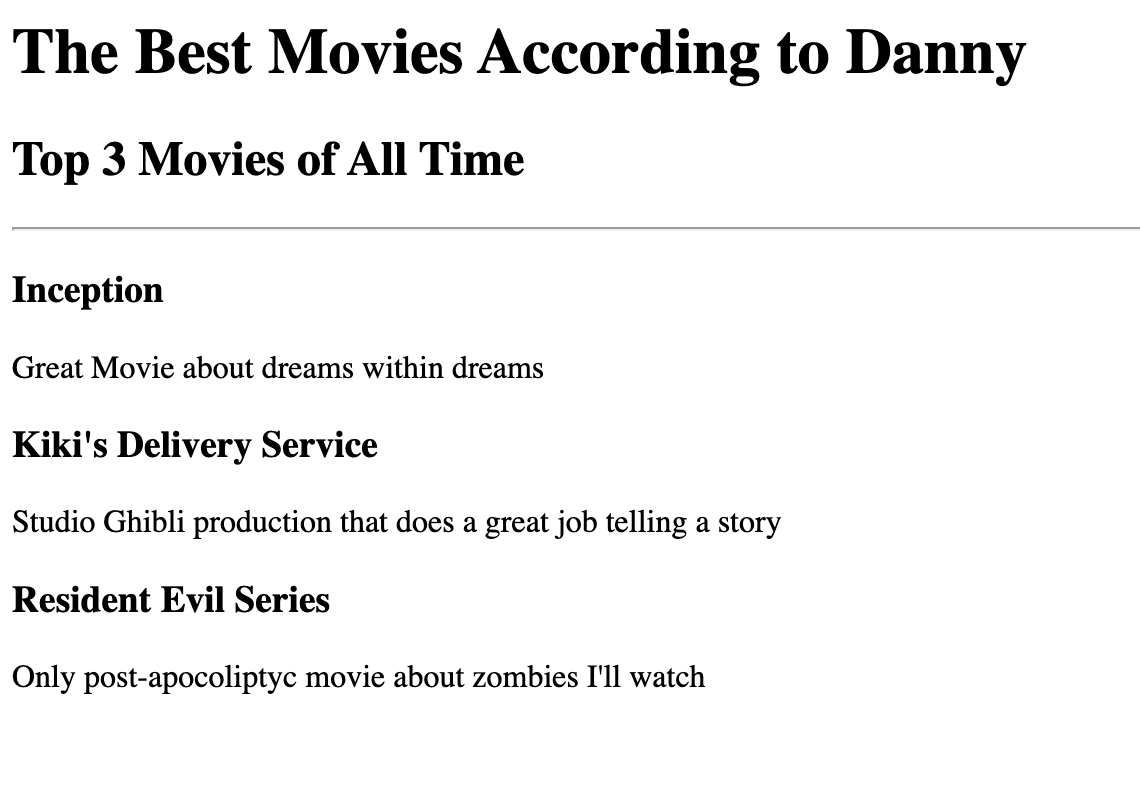 The Best Movies According to Danny
Top 3 Movies of All Time
Inception
Great Movie about dreams within dreams
Kiki's Delivery Service
Studio Ghibli production that does a great job telling a story
Resident Evil Series
Only post-apocoliptyc movie about zombies I'll watch